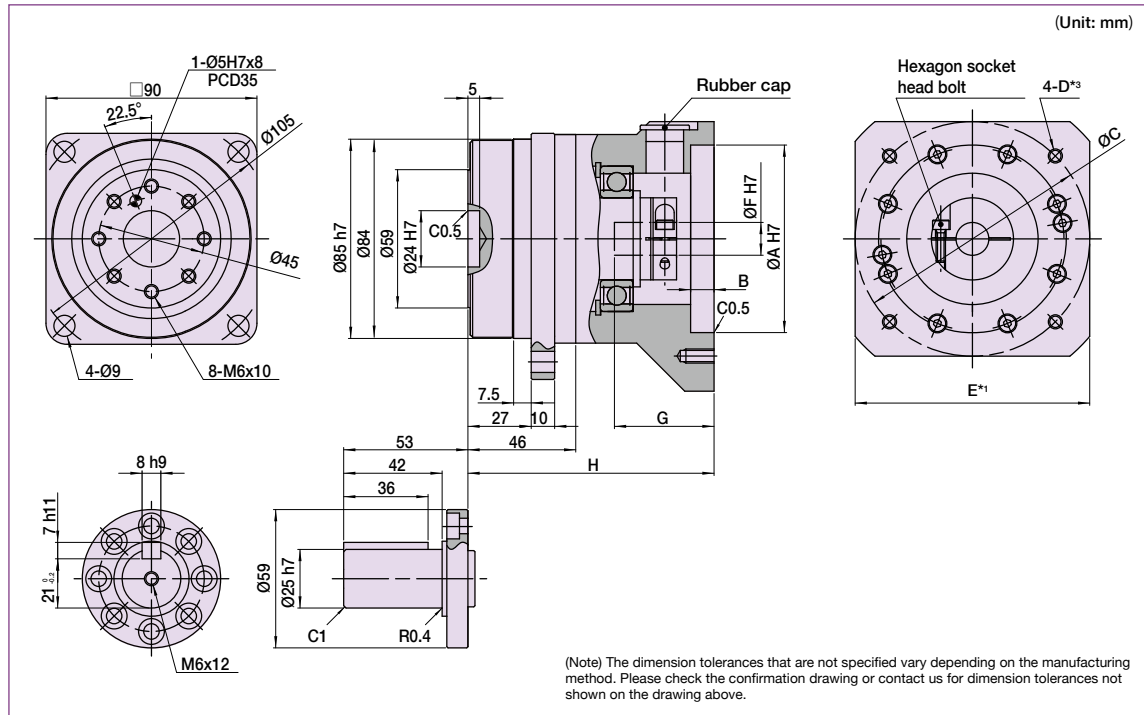 (Unit: mm)
1-Ø5H7x8
PCD35
□90
22.5°
Ø105
Ø45
4-Ø9
8-M6x10
5
Rubber cap
Ø85 h7
Ø84
Ø59
Ø24 H7
C0.5
ØF H7
ØA H7
B
C0.5
7.5
27
10
G
53
46
H
42
36
Hexagon socket
head bolt
4-D*3
ØC
E*1
8 h9
7 h11
21 0 -0.2
M6x12
Ø59
Ø25 h7
C1
R0.4
(Note) The dimension tolerances that are not specified vary depending on the manufacturing
method. Please check the confirmation drawing or contact us for dimension tolerances not
shown on the drawing above.